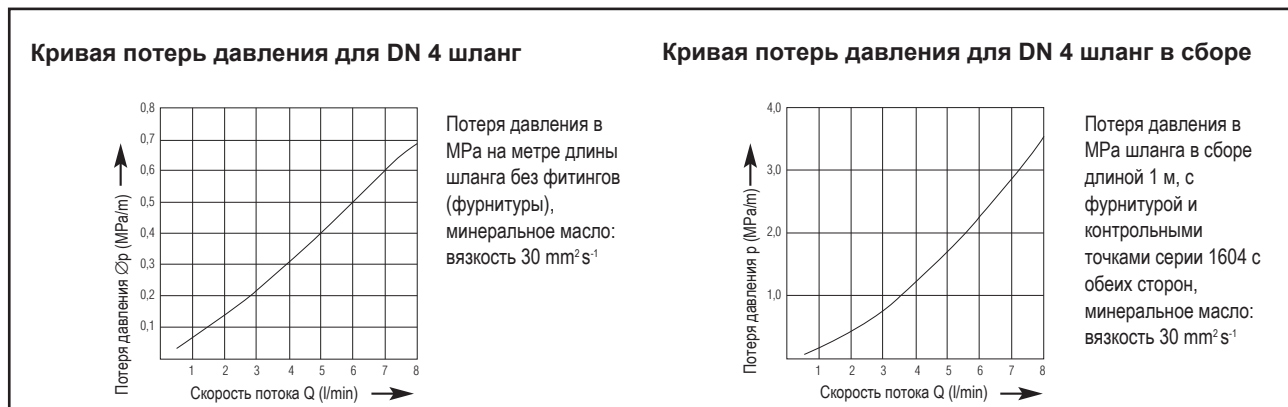 Кривая потерь давления для DN 4 шланг
0,8
0,7
0,6
0,5
0,4
0,3
0,2
0,1
Потеря давления ∅p (MPa/m)
1 2 3 4 5 6 7 8
Скорость потока Q (l/min)
Потеря давления в
MPa на метре длины
шланга без фитингов
(фурнитуры),
минеральное масло:
вязкость 30 mm² s⁻¹
Кривая потерь давления для DN 4 шланг в сборе
4,0
3,0
2,0
1,0
Потеря давления p (MPa/m)
1 2 3 4 5 6 7 8
Скорость потока Q (l/min)
Потеря давления в
MPa шланга в сборе
длиной 1 м, с
фурнитурой и
контрольными
точками серии 1604 с
обеих сторон,
минеральное масло:
вязкость 30 mm² s⁻¹